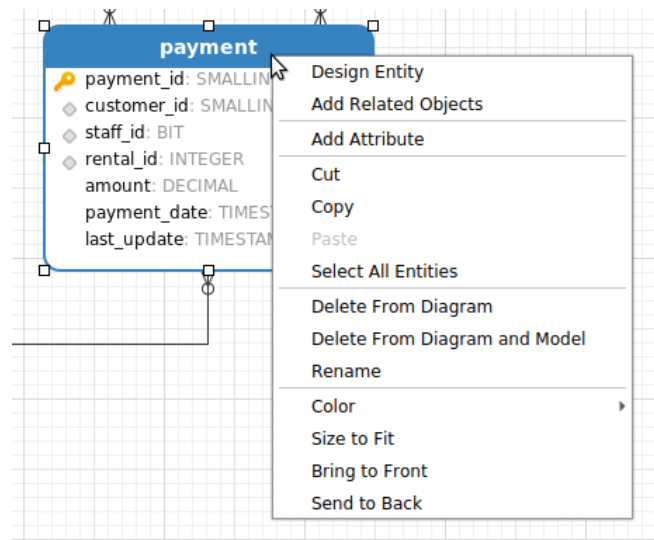 payment
payment_id: SMALLIN
customer_id: SMALLIN
staff_id: BIT
rental_id: INTEGER
amount: DECIMAL
payment_date: TIMES
last_update: TIMESTAM
Design Entity
Add Related Objects
Add Attribute
Cut
Copy
Paste
Select All Entities
Delete From Diagram
Delete From Diagram and Model
Rename
Color
Size to Fit
Bring to Front
Send to Back